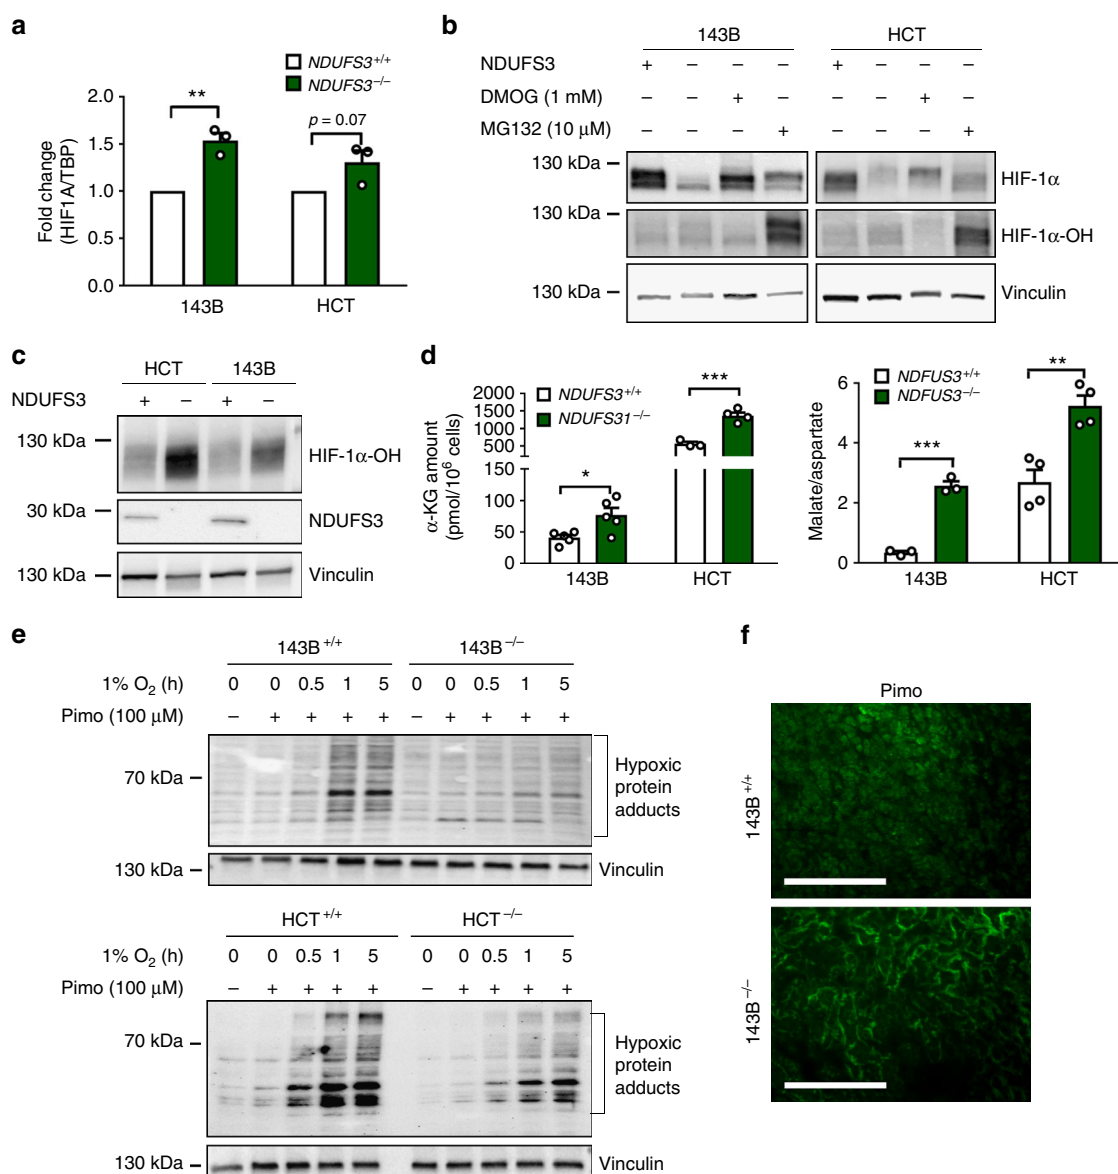 a
NDUFS3+/+
NDUFS3–/–
Fold change
(HIF1A/TBP)
2.0
1.5
1.0
0.5
0.0
**
p = 0.07
143B
HCT
b
143B
HCT
NDUFS3
+ – – – + – – –
DMOG (1 mM)
– – + – – – + –
MG132 (10 μM)
– – – + – – – +
130 kDa
HIF-1α
130 kDa
HIF-1α-OH
130 kDa
Vinculin
c
HCT
143B
NDUFS3
+ – + –
130 kDa
HIF-1α-OH
30 kDa
NDUFS3
130 kDa
Vinculin
d
NDUFS3+/+
NDUFS31–/–
α-KG amount
(pmol/10⁶ cells)
2000
1500
1000
500
150
100
50
0
*
***
143B
HCT
NDFUS3+/+
NDFUS3–/–
Malate/aspartate
6
4
2
0
***
**
143B
HCT
e
143B+/+
143B–/–
1% O₂ (h)
0 0 0.5 1 5 0 0 0.5 1 5
Pimo (100 μM)
– + + + + – + + + +
70 kDa
Hypoxic
protein
adducts
130 kDa
Vinculin
HCT+/+
HCT–/–
1% O₂ (h)
0 0 0.5 1 5 0 0 0.5 1 5
Pimo (100 μM)
– + + + + – + + + +
70 kDa
Hypoxic
protein
adducts
130 kDa
Vinculin
f
Pimo
143B+/+
143B–/–